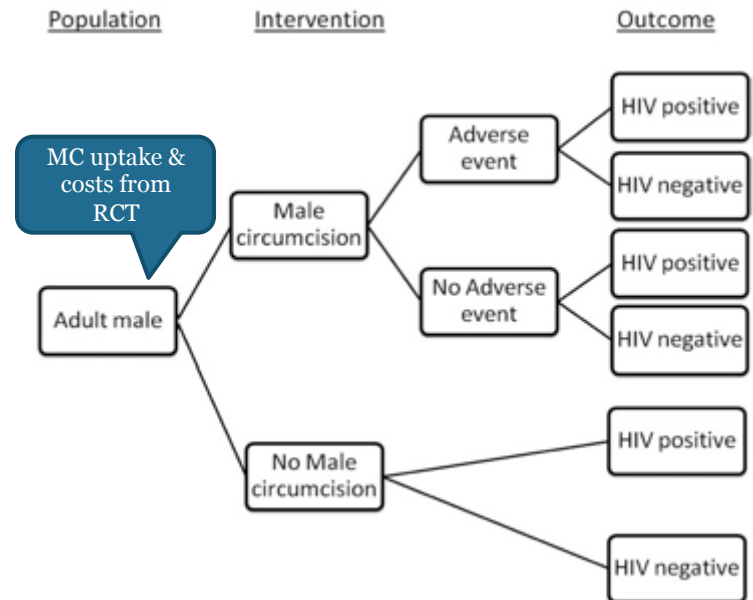 Population
Intervention
Outcome
MC uptake &
costs from
RCT
Adult male
Male
circumcision
No Male
circumcision
Adverse
event
No Adverse
event
HIV positive
HIV negative
HIV positive
HIV negative
HIV positive
HIV negative